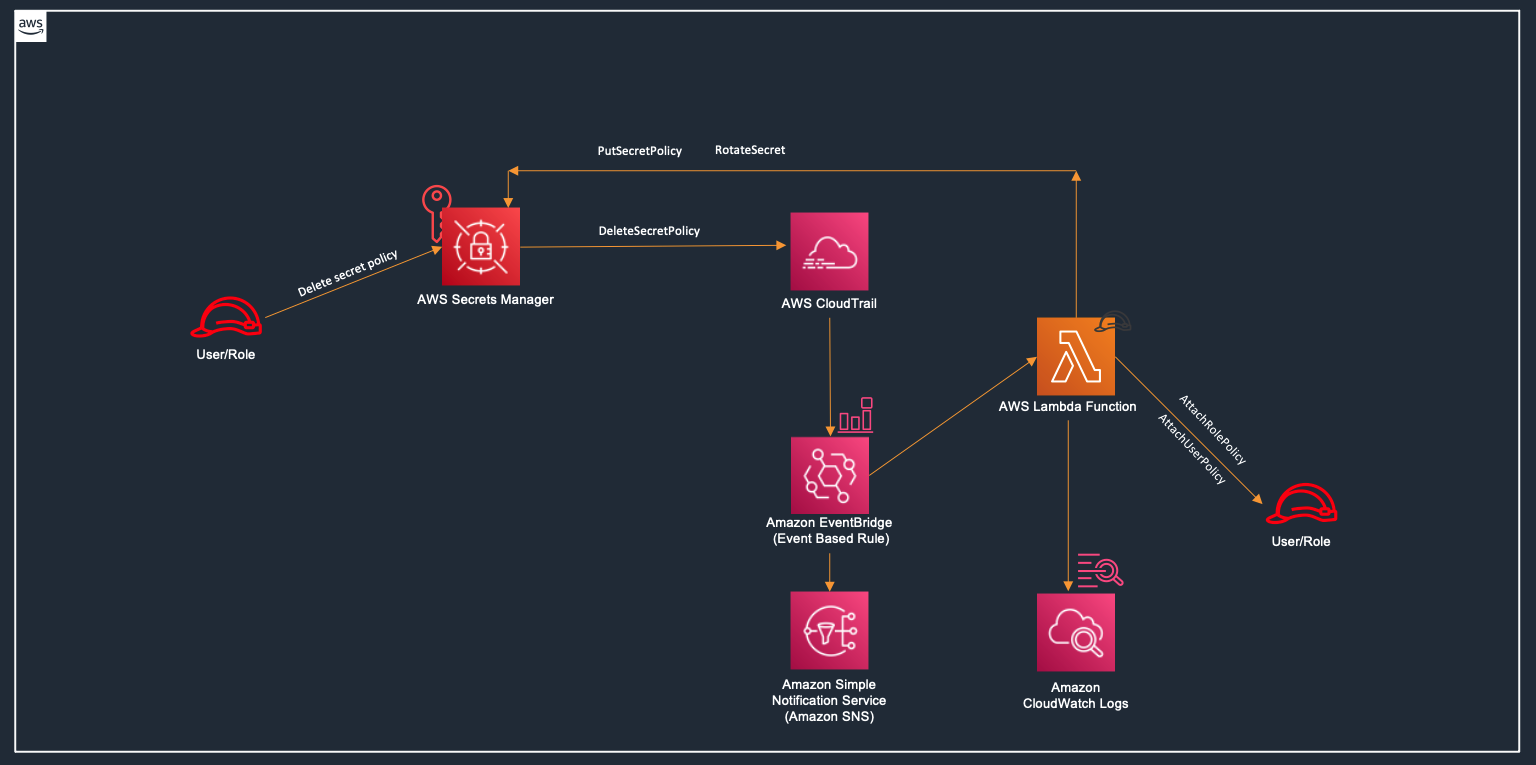 aws
PutSecretPolicy
RotateSecret
DeleteSecretPolicy
Delete secret policy
AWS Secrets Manager
AWS CloudTrail
User/Role
AWS Lambda Function
AttachRolePolicy
AttachUserPolicy
Amazon EventBridge
(Event Based Rule)
User/Role
Amazon Simple
Notification Service
(Amazon SNS)
Amazon
CloudWatch Logs